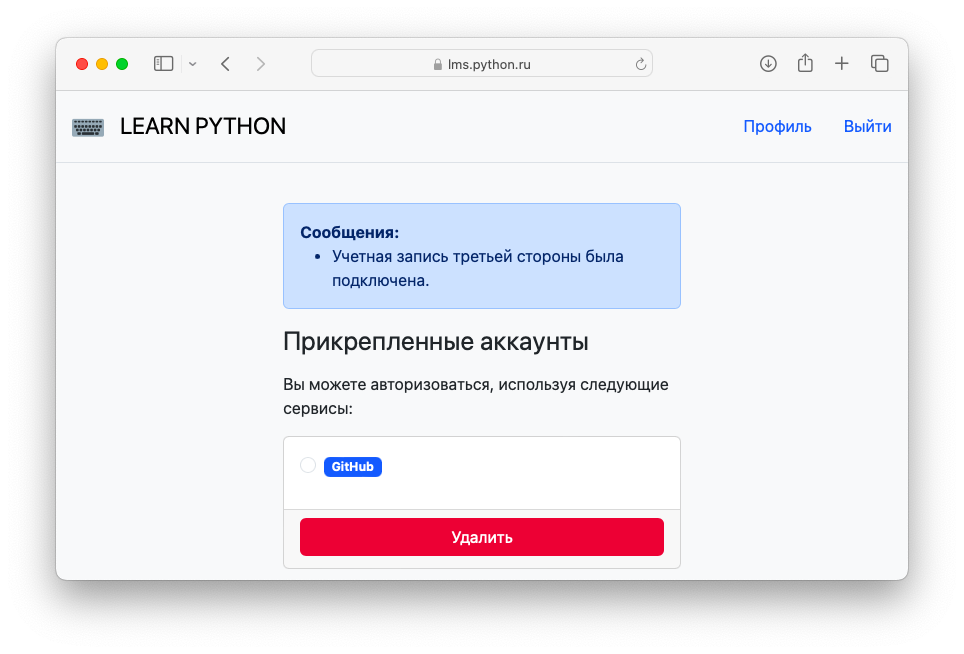 lms.python.ru
LEARN PYTHON
Профиль
Выйти
Сообщения:
• Учетная запись третьей стороны была
подключена.
Прикрепленные аккаунты
Вы можете авторизоваться, используя следующие
сервисы:
GitHub
Удалить